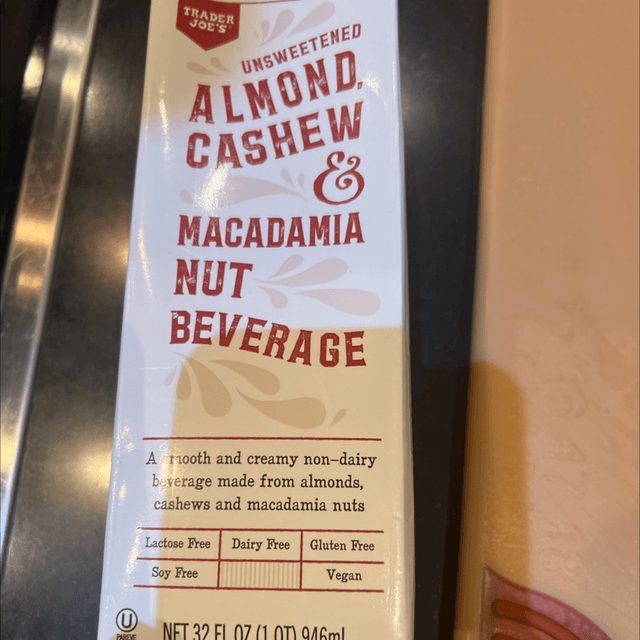 TRADER
JOE'S
UNSWEETENED
ALMOND,
CASHEW
&
MACADAMIA
NUT
BEVERAGE
A smooth and creamy non-dairy
beverage made from almonds,
cashews and macadamia nuts
Lactose Free Dairy Free Gluten Free
Soy Free Vegan
U
PAREVE
NET 32 FL OZ (1 QT) 946mL